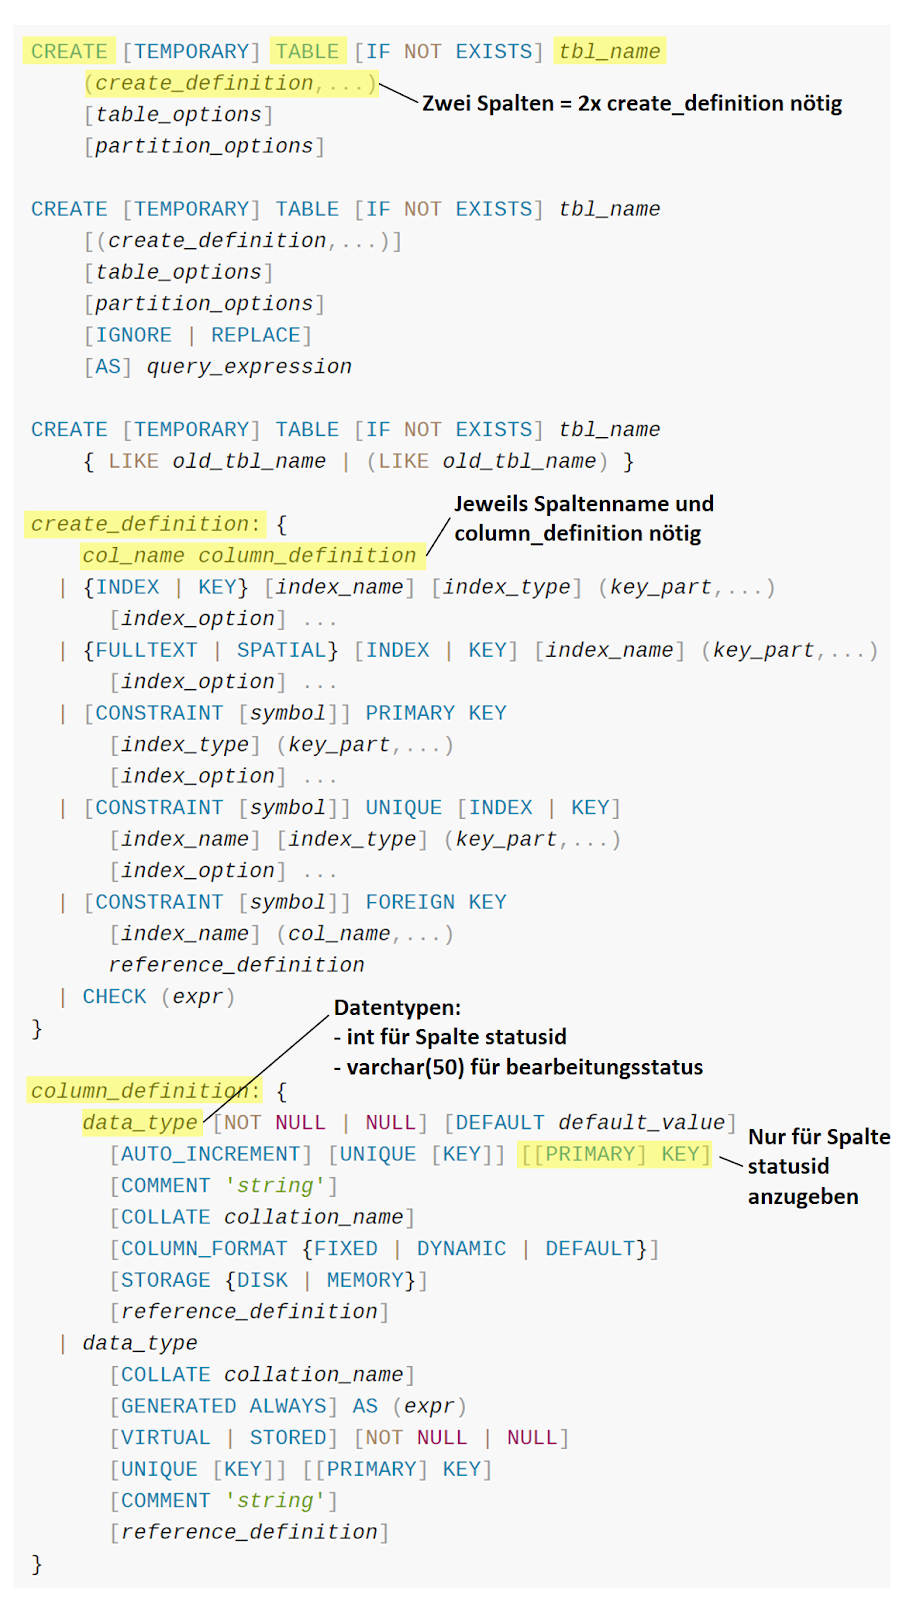 CREATE [TEMPORARY] TABLE [IF NOT EXISTS] tbl_name
(create_definition,...)
Zwei Spalten = 2x create_definition nötig
[table_options]
[partition_options]
CREATE [TEMPORARY] TABLE [IF NOT EXISTS] tbl_name
[(create_definition,...)]
[table_options]
[partition_options]
[IGNORE | REPLACE]
[AS] query_expression
CREATE [TEMPORARY] TABLE [IF NOT EXISTS] tbl_name
{ LIKE old_tbl_name | (LIKE old_tbl_name) }
Jeweils Spaltenname und
column_definition nötig
create_definition: {
col_name column_definition
| {INDEX | KEY} [index_name] [index_type] (key_part,...)
[index_option] ...
| {FULLTEXT | SPATIAL} [INDEX | KEY] [index_name] (key_part,...)
[index_option] ...
| [CONSTRAINT [symbol]] PRIMARY KEY
[index_type] (key_part,...)
[index_option] ...
| [CONSTRAINT [symbol]] UNIQUE [INDEX | KEY]
[index_name] [index_type] (key_part,...)
[index_option] ...
| [CONSTRAINT [symbol]] FOREIGN KEY
[index_name] (col_name,...)
reference_definition
| CHECK (expr)
}
Datentypen:
- int für Spalte statusid
- varchar(50) für bearbeitungsstatus
column_definition: {
data_type [NOT NULL | NULL] [DEFAULT default_value]
[AUTO_INCREMENT] [UNIQUE [KEY]] [[PRIMARY] KEY]
Nur für Spalte
statusid
anzugeben
[COMMENT 'string']
[COLLATE collation_name]
[COLUMN_FORMAT {FIXED | DYNAMIC | DEFAULT}]
[STORAGE {DISK | MEMORY}]
[reference_definition]
| data_type
[COLLATE collation_name]
[GENERATED ALWAYS] AS (expr)
[VIRTUAL | STORED] [NOT NULL | NULL]
[UNIQUE [KEY]] [[PRIMARY] KEY]
[COMMENT 'string']
[reference_definition]
}